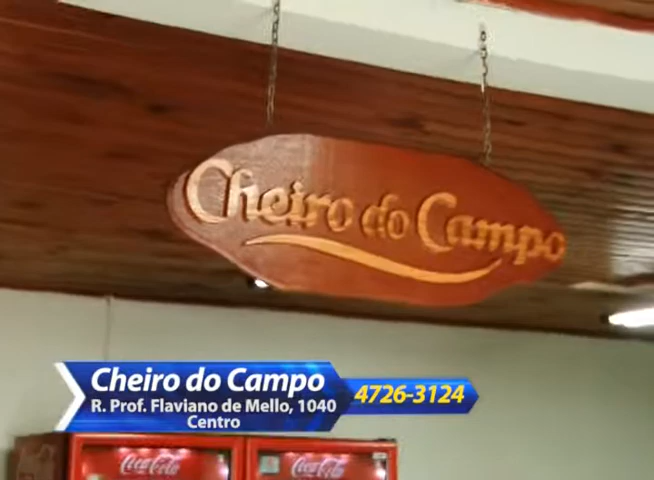 Cheiro do Campo
Cheiro do Campo
R. Prof. Flaviano de Mello, 1040
Centro
4726-3124
Coca-Cola
Coca-Cola